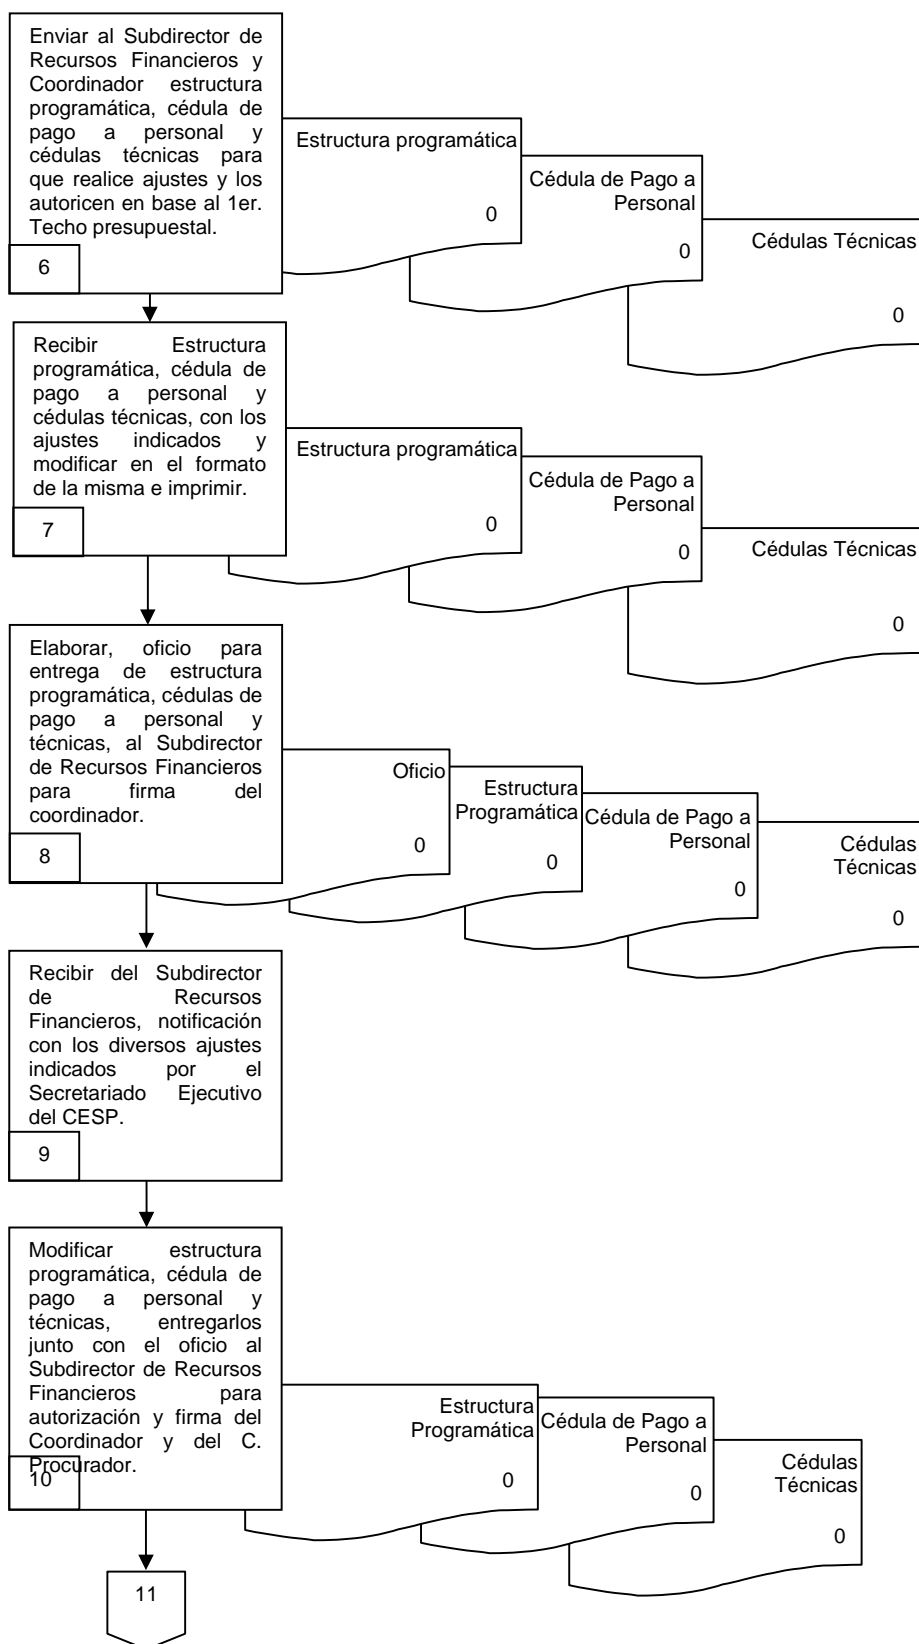 Enviar al Subdirector de
Recursos Financieros y
Coordinador estructura
programática, cédula de
pago a personal y
cédulas técnicas para
que realice ajustes y los
autoricen en base al 1er.
Techo presupuestal.
6
Estructura programática
0
Cédula de Pago a
Personal
0
Cédulas Técnicas
0
Recibir Estructura
programática, cédula de
pago a personal y
cédulas técnicas, con los
ajustes indicados y
modificar en el formato
de la misma e imprimir.
7
Estructura programática
0
Cédula de Pago a
Personal
0
Cédulas Técnicas
0
Elaborar, oficio para
entrega de estructura
programática, cédulas de
pago a personal y
técnicas, al Subdirector
de Recursos Financieros
para firma del
coordinador.
8
Oficio
0
Estructura
Programática
0
Cédula de Pago a
Personal
0
Cédulas
Técnicas
0
Recibir del Subdirector
de Recursos
Financieros, notificación
con los diversos ajustes
indicados por el
Secretariado Ejecutivo
del CESP.
9
Modificar estructura
programática, cédula de
pago a personal y
técnicas, entregarlos
junto con el oficio al
Subdirector de Recursos
Financieros para
autorización y firma del
Coordinador y del C.
Procurador.
10
Estructura
Programática
0
Cédula de Pago a
Personal
0
Cédulas
Técnicas
0
11